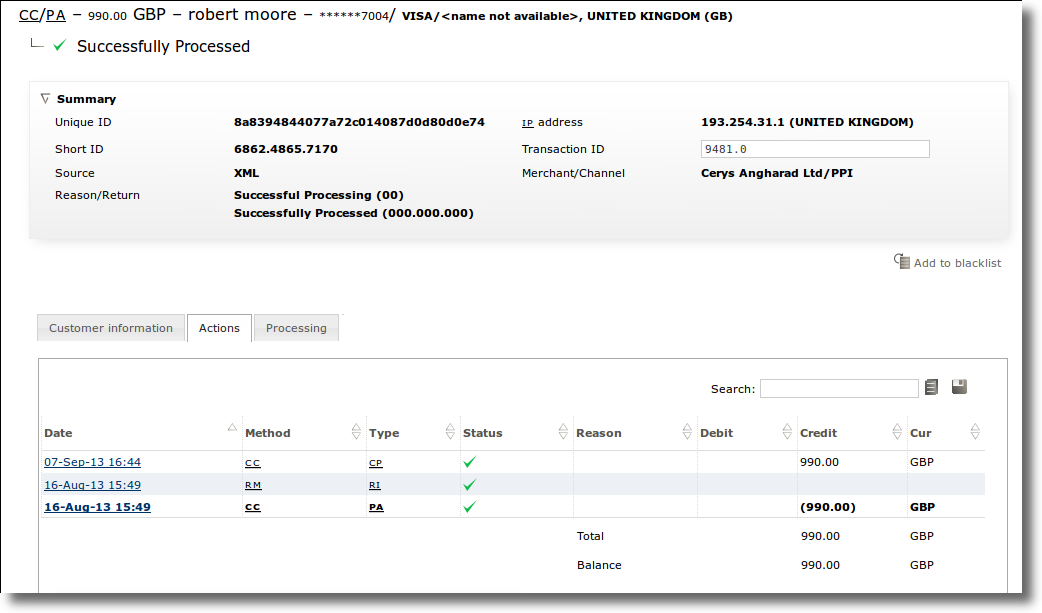 CC/PA – 990.00 GBP – robert moore – ******7004/ VISA/<name not available>, UNITED KINGDOM (GB)
Successfully Processed
Summary
Unique ID 8a8394844077a72c014087d0d80d0e74 IP address 193.254.31.1 (UNITED KINGDOM)
Short ID 6862.4865.7170 Transaction ID 9481.0
Source XML Merchant/Channel Cerys Angharad Ltd/PPI
Reason/Return Successful Processing (00)
Successfully Processed (000.000.000)
Add to blacklist
Customer information Actions Processing
Search:
Date Method Type Status Reason Debit Credit Cur
07-Sep-13 16:44 CC CP 990.00 GBP
16-Aug-13 15:49 RM RI
16-Aug-13 15:49 CC PA (990.00) GBP
Total 990.00 GBP
Balance 990.00 GBP